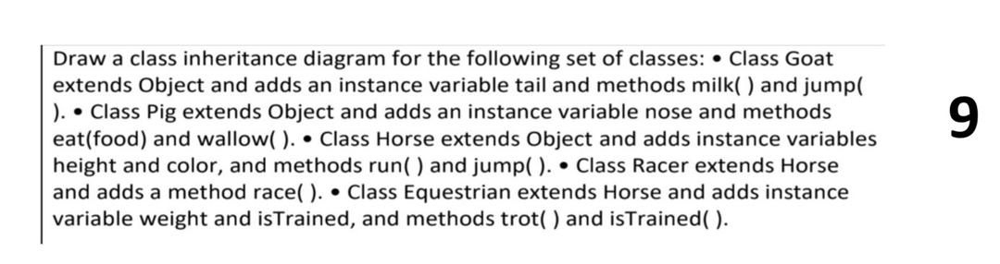 Draw a class inheritance diagram for the following set of classes: • Class Goat
extends Object and adds an instance variable tail and methods milk( ) and jump(
). • Class Pig extends Object and adds an instance variable nose and methods
eat(food) and wallow( ). • Class Horse extends Object and adds instance variables
height and color, and methods run( ) and jump( ). • Class Racer extends Horse
and adds a method race( ). • Class Equestrian extends Horse and adds instance
variable weight and isTrained, and methods trot( ) and isTrained( ).
9